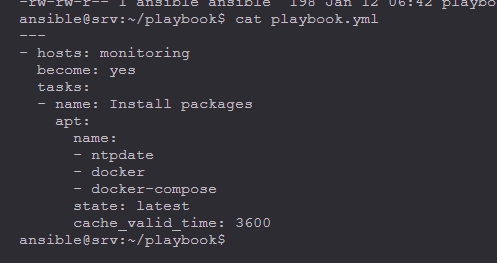 -rw-rw-r-- 1 ansible ansible  198 Jan 12 06:42 playbo
ansible@srv:~/playbook$ cat playbook.yml
---
- hosts: monitoring
  become: yes
  tasks:
  - name: Install packages
    apt:
      name:
      - ntpdate
      - docker
      - docker-compose
      state: latest
      cache_valid_time: 3600
ansible@srv:~/playbook$